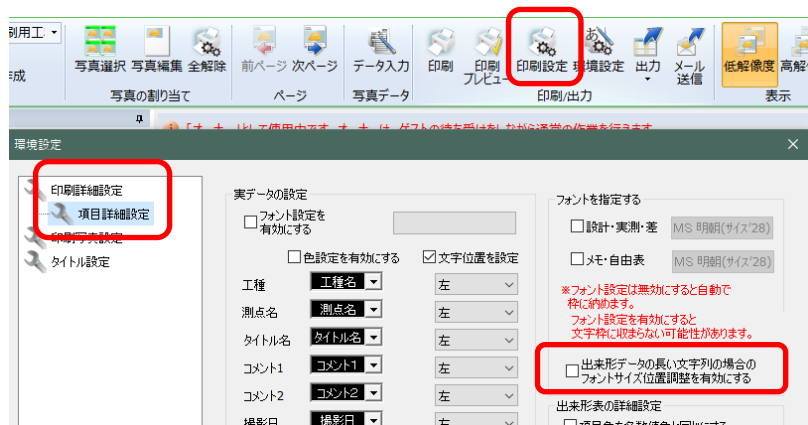 刷用工
成
写真選択 写真編集 全解除
写真の割り当て
前ページ 次ページ
ページ
データ入力
写真データ
印刷 印刷プレビュー 印刷設定 環境設定 出力 メール送信
印刷/出力
低解像度 高解
表示
環境設定
印刷詳細設定
項目詳細設定
印刷写真設定
タイトル設定
実データの設定
フォント設定を
有効にする
色設定を有効にする 文字位置を設定
工種 工種名 左
測点名 測点名 左
タイトル名 タイトル名 左
コメント1 コメント1 左
コメント2 コメント2 左
撮影日 撮影日 左
フォントを指定する
設計・実測・差 MS 明朝(サイズ'28)
メモ・自由表 MS 明朝(サイズ'28)
※フォント設定は無効にすると自動で
枠に納めます。
フォント設定を有効にすると
文字枠に収まらない可能性があります。
出来形データの長い文字列の場合の
フォントサイズ位置調整を有効にする
出来形表の詳細設定